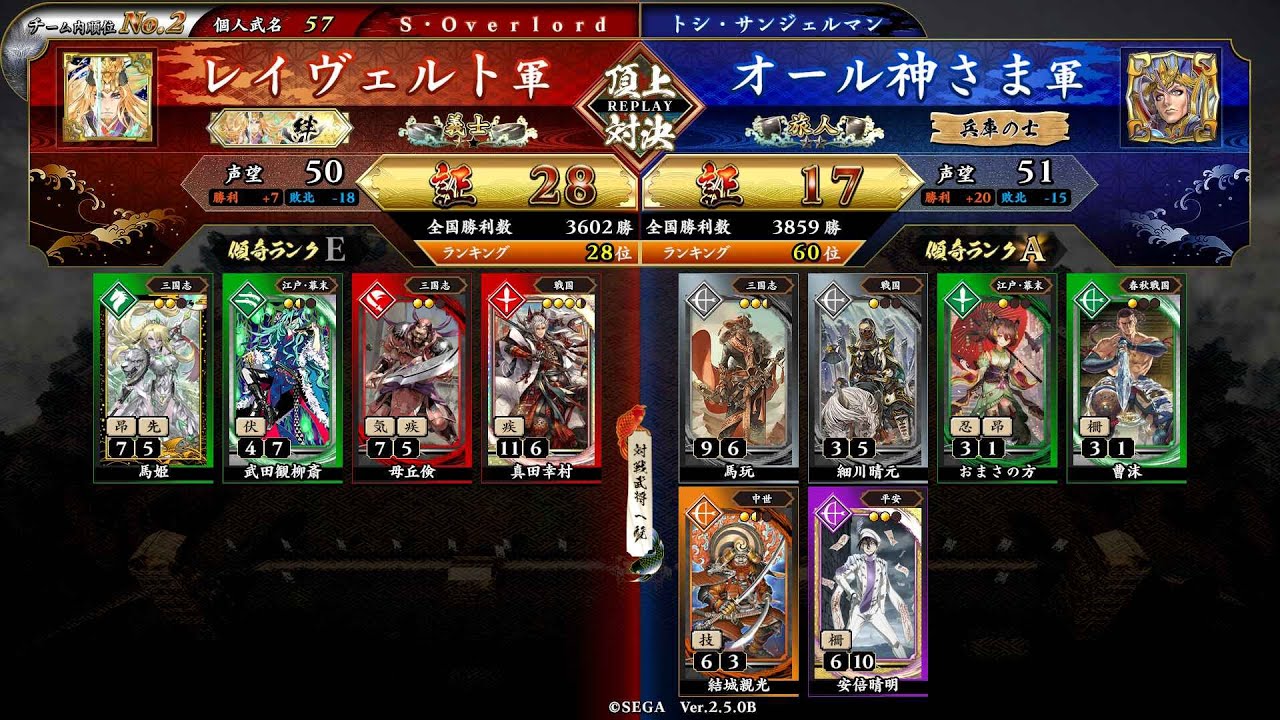 チーム内順位 No.2 個人武名 57 S・Overlord
トシ・サンジェルマン
レイヴェルト軍
頂上
REPLAY
対決
オール神さま軍
絆
義士
旅人
兵車の士
声望 50
勝利 +7 敗北 -18
証 28
証 17
声望 51
勝利 +20 敗北 -15
全国勝利数 3602勝
全国勝利数 3859勝
ランキング 28位
ランキング 60位
傾奇ランク E
傾奇ランク A
三国志
江戸・幕末
三国志
戦国
三国志
戦国
江戸・幕末
春秋戦国
昴 先
伏
気 疾
疾
忍 昴
柵
7 5
4 7
7 5
11 6
9 6
3 5
3 1
3 1
馬姫
武田観柳斎
毌丘倹
真田幸村
馬玩
細川晴元
おまさの方
曹沫
対戦武将一覧
中世
平安
技
柵
6 3
6 10
結城親光
安倍晴明
©SEGA Ver.2.5.0B